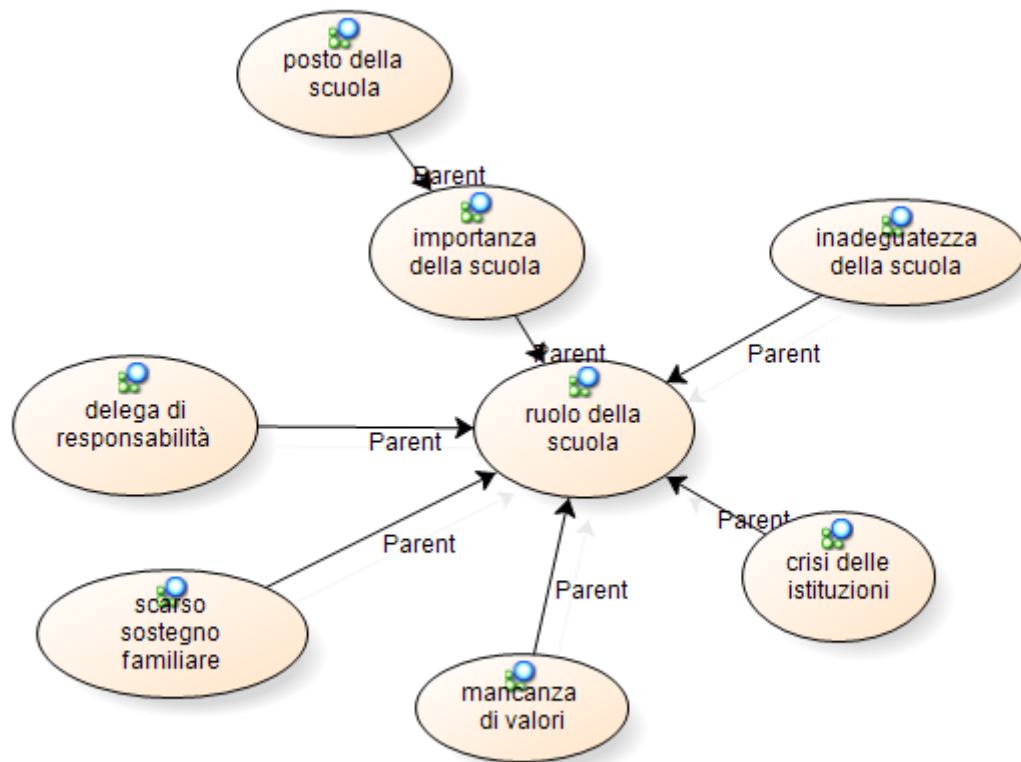 posto della
scuola
Parent
importanza
della scuola
inadeguatezza
della scuola
Parent
Parent
delega di
responsabilità
Parent
ruolo della
scuola
scarso
sostegno
familiare
Parent
Parent
crisi delle
istituzioni
Parent
mancanza
di valori